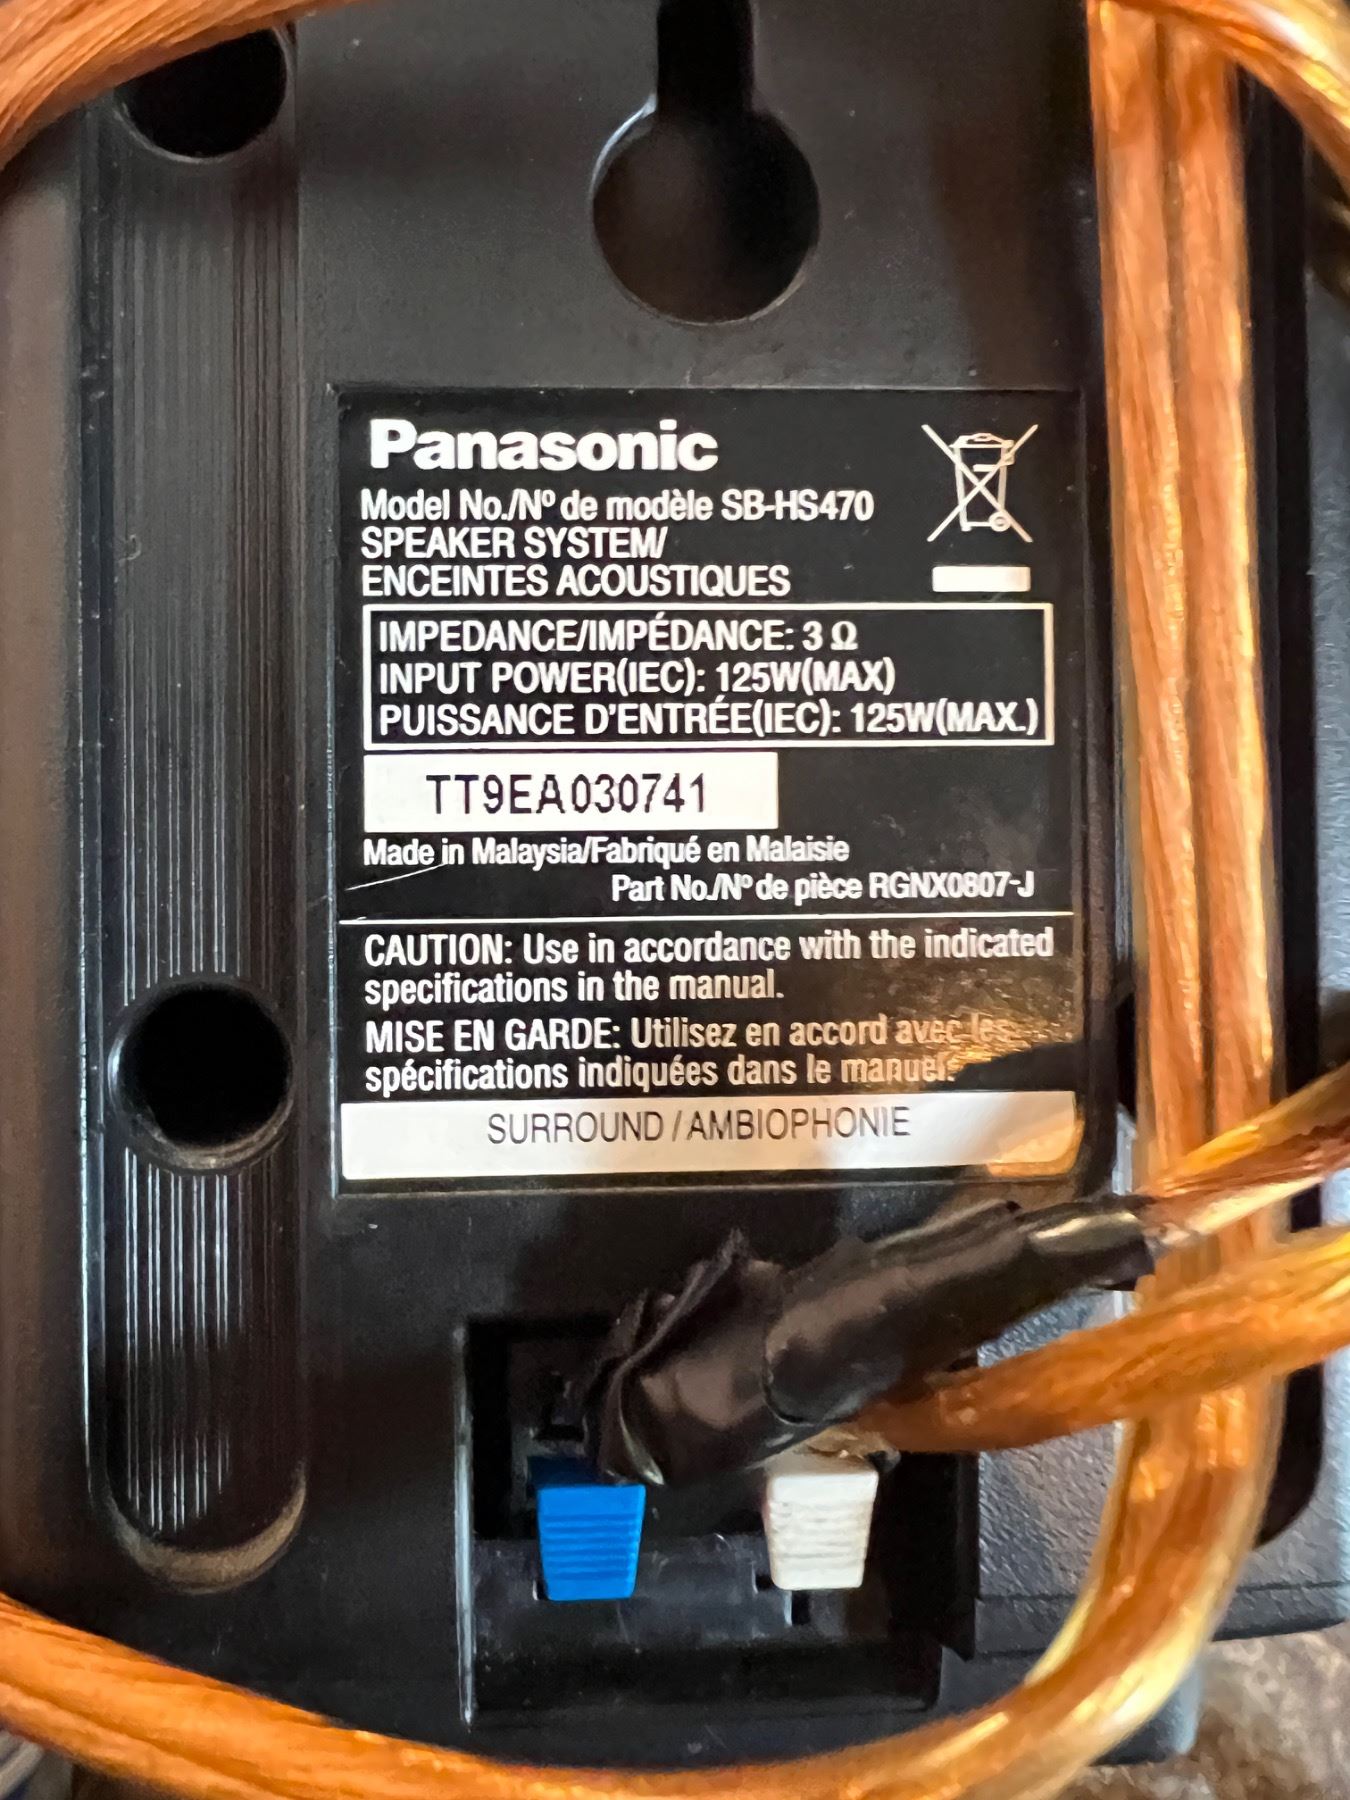 Panasonic
Model No./Nº de modèle SB-HS470
SPEAKER SYSTEM/
ENCEINTES ACOUSTIQUES
IMPEDANCE/IMPÉDANCE: 3 Ω
INPUT POWER(IEC): 125W(MAX)
PUISSANCE D'ENTRÉE(IEC): 125W(MAX.)
TT9EA030741
Made in Malaysia/Fabriqué en Malaisie
Part No./Nº de pièce RGNX0807-J
CAUTION: Use in accordance with the indicated
specifications in the manual.
MISE EN GARDE: Utilisez en accord avec les
spécifications indiquées dans le manuel.
SURROUND / AMBIOPHONIE